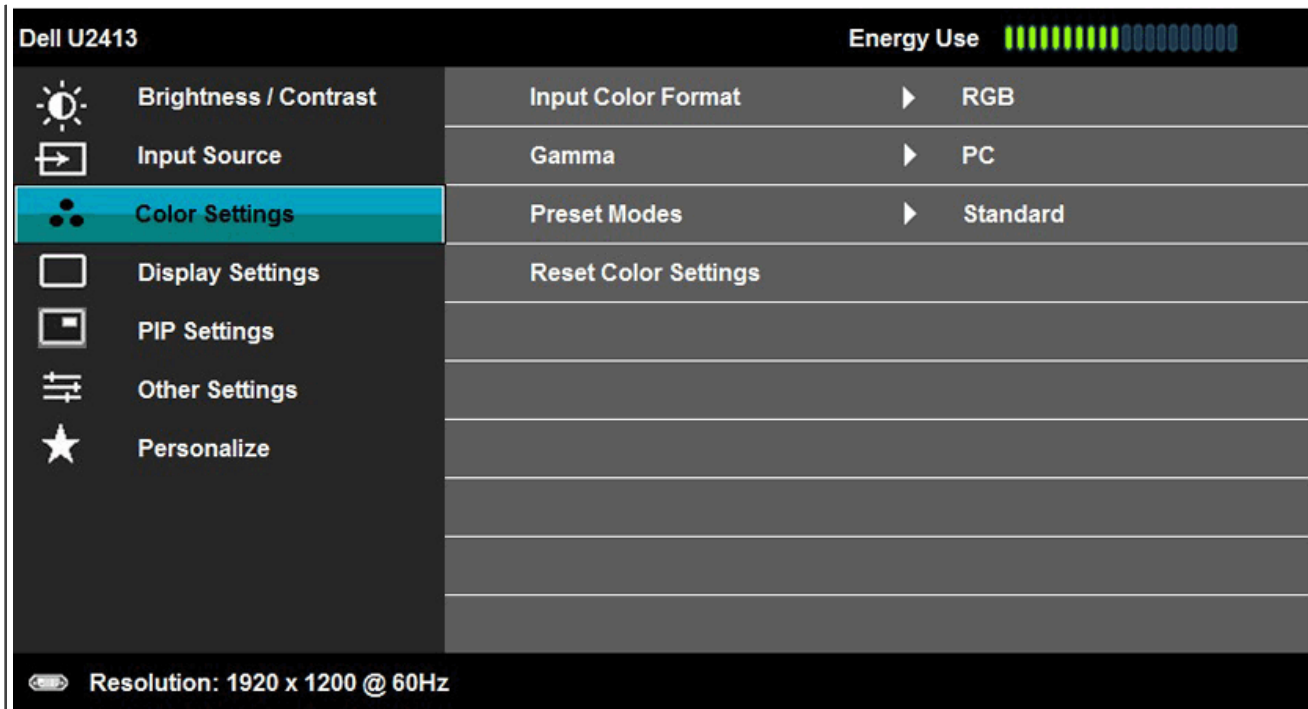 Dell U2413 Energy Use
Brightness / Contrast Input Color Format RGB
Input Source Gamma PC
Color Settings Preset Modes Standard
Display Settings Reset Color Settings
PIP Settings
Other Settings
Personalize
Resolution: 1920 x 1200 @ 60Hz